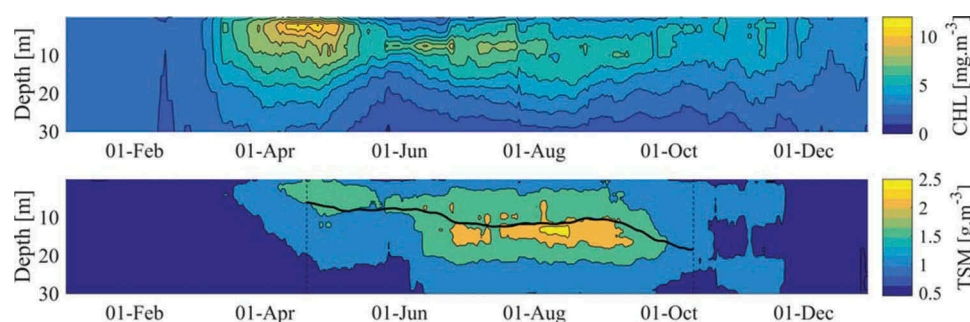 Depth [m]
10
20
30
01-Feb
01-Apr
01-Jun
01-Aug
01-Oct
01-Dec
10
5
0
CHL [mg.m-3]
Depth [m]
10
20
30
01-Feb
01-Apr
01-Jun
01-Aug
01-Oct
01-Dec
2.5
2
1.5
1
0.5
TSM [g.m-3]